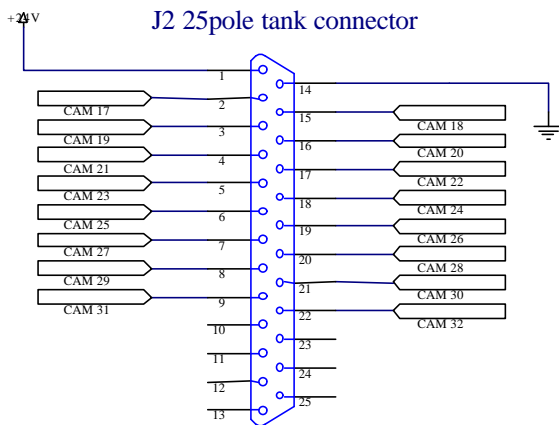 J2 25pole tank connector
+24V
1
14
CAM 17
2
15
CAM 18
CAM 19
3
16
CAM 20
CAM 21
4
17
CAM 22
CAM 23
5
18
CAM 24
CAM 25
6
19
CAM 26
CAM 27
7
20
CAM 28
CAM 29
8
21
CAM 30
CAM 31
9
22
CAM 32
10
23
11
24
12
25
13